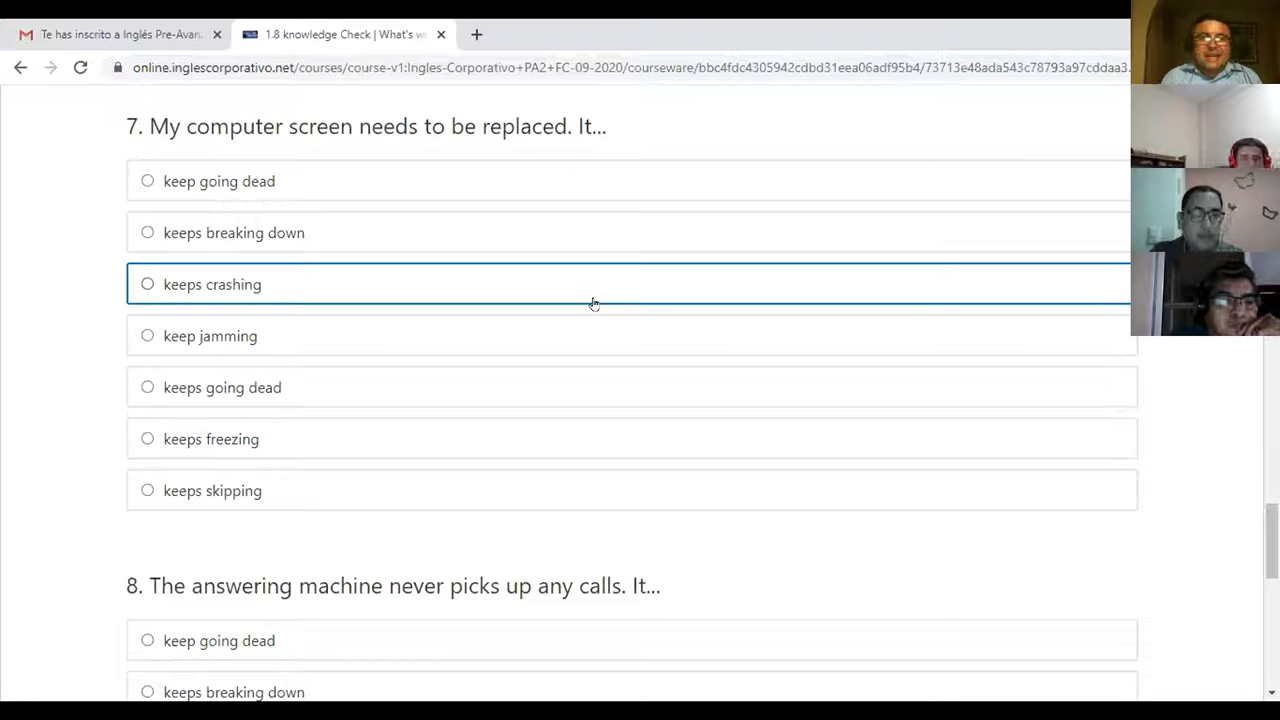 Te has inscrito a Inglés Pre-Avan
1.8 knowledge Check | What's w
online.inglescorporativo.net/courses/course-v1:Ingles-Corporativo+PA2+FC-09-2020/courseware/bbc4fdc4305942cdbd31eea06adf95b4/73713e48ada543c78793a97cddaa3...
7. My computer screen needs to be replaced. It...
keep going dead
keeps breaking down
keeps crashing
keep jamming
keeps going dead
keeps freezing
keeps skipping
8. The answering machine never picks up any calls. It...
keep going dead
keeps breaking down